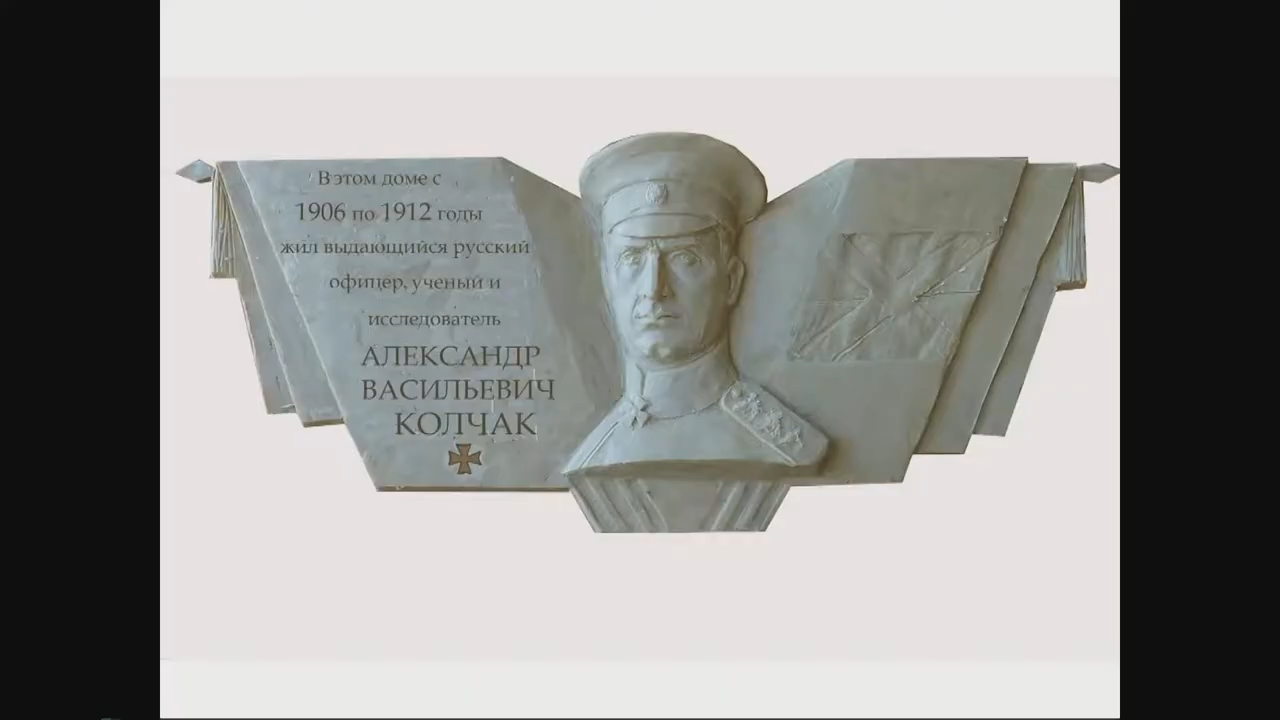 В этом доме с
1906 по 1912 годы
жил выдающийся русский
офицер, ученый и
исследователь
АЛЕКСАНДР
ВАСИЛЬЕВИЧ
КОЛЧАК